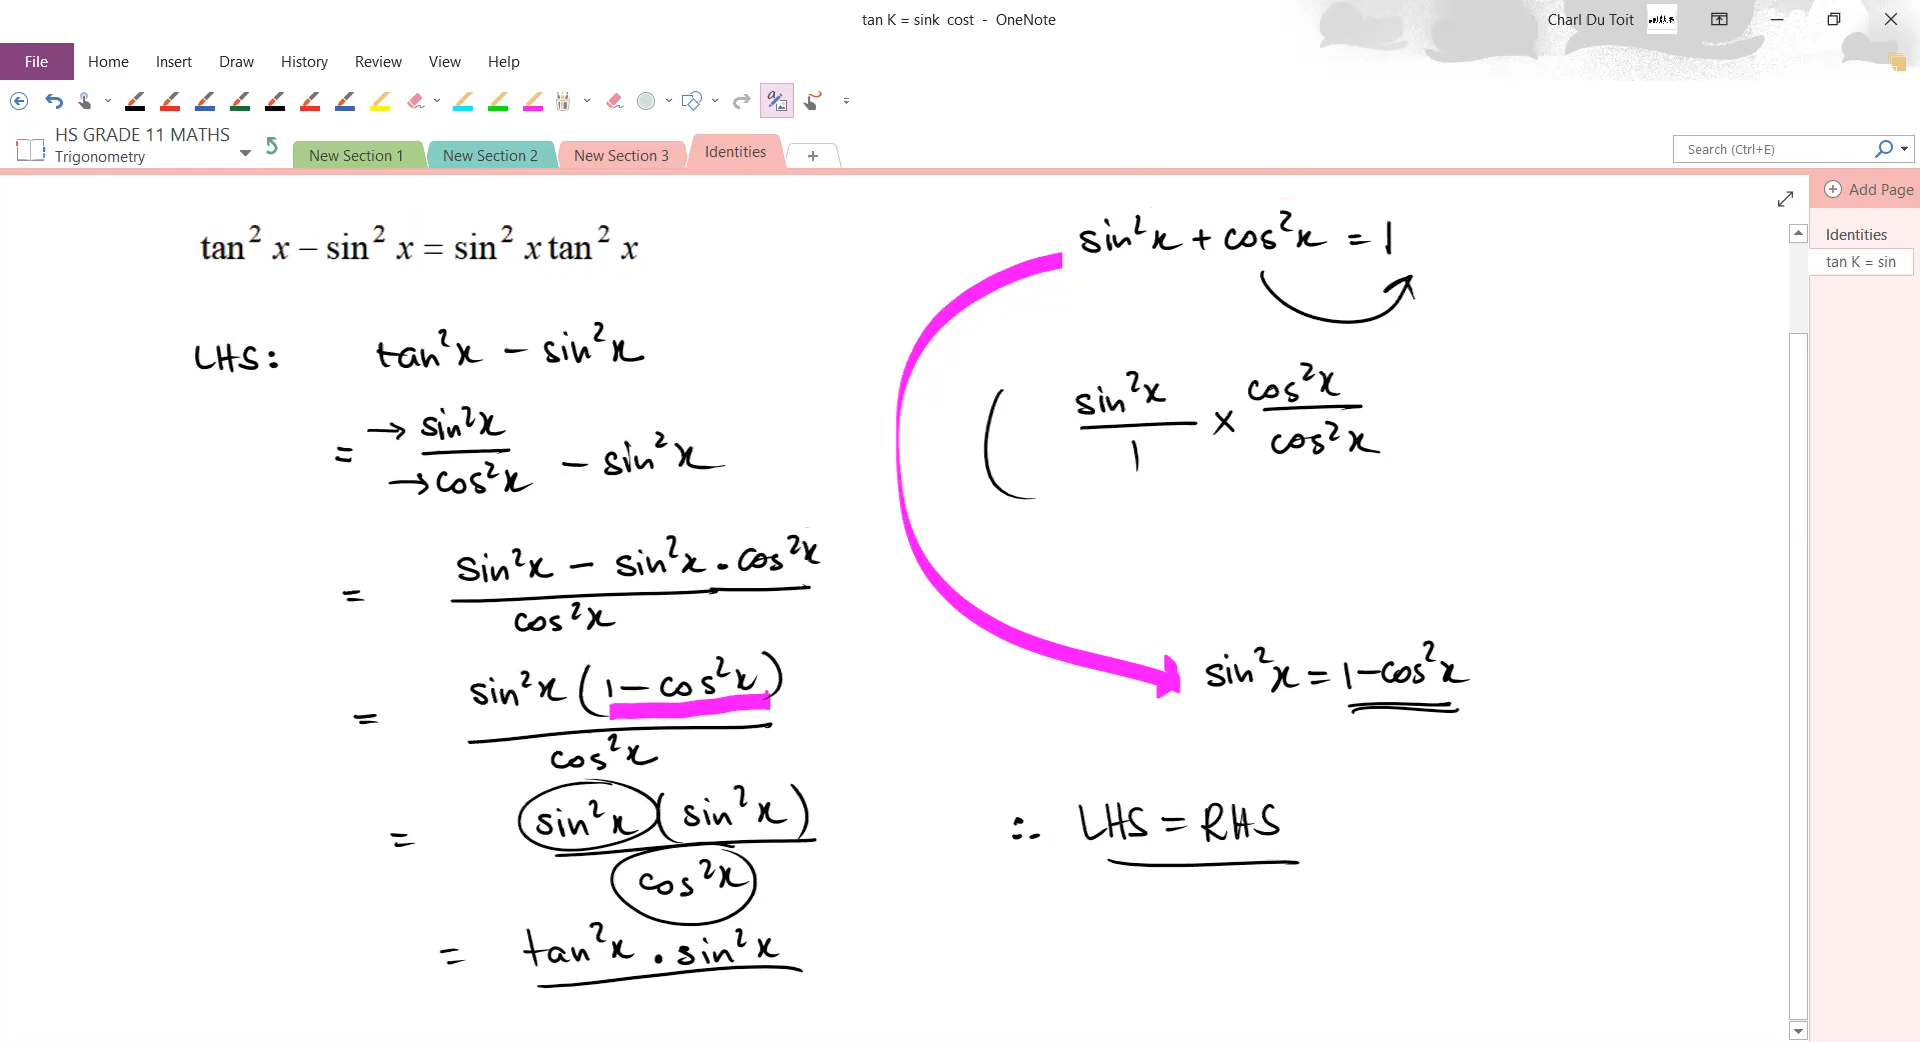 tan K = sink cost - OneNote
Charl Du Toit
File Home Insert Draw History Review View Help
HS GRADE 11 MATHS
Trigonometry
New Section 1
New Section 2
New Section 3
Identities
+
Search (Ctrl+E)
Add Page
Identities
tan K = sin
tan² x − sin² x = sin² x tan² x
LHS: tan²x − sin²x
= → sin²x / → cos²x − sin²x
= (sin²x − sin²x . cos²x) / cos²x
= sin²x (1 − cos²x) / cos²x
= sin²x (sin²x) / cos²x
= tan²x . sin²x
sin²x + cos²x = 1
( sin²x / 1 × cos²x / cos²x
sin²x = 1 − cos²x
∴ LHS = RHS